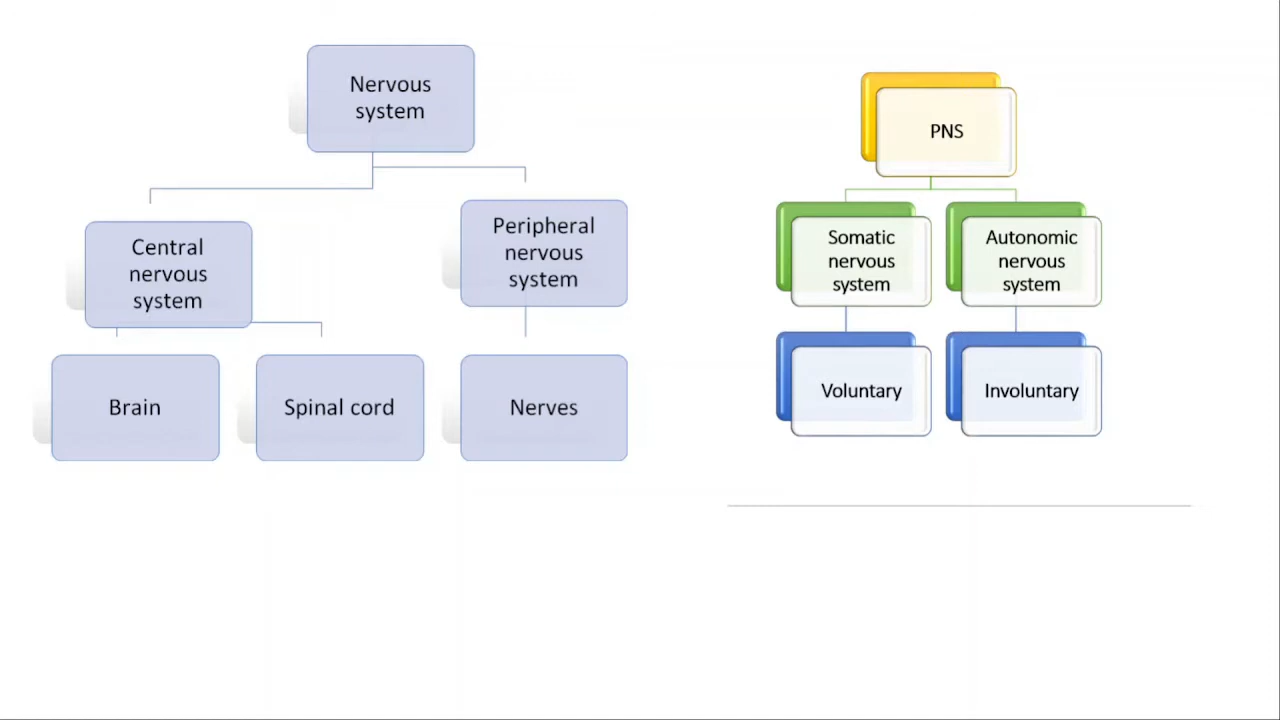 Nervous
system
Central
nervous
system
Peripheral
nervous
system
Brain
Spinal cord
Nerves
PNS
Somatic
nervous
system
Autonomic
nervous
system
Voluntary
Involuntary